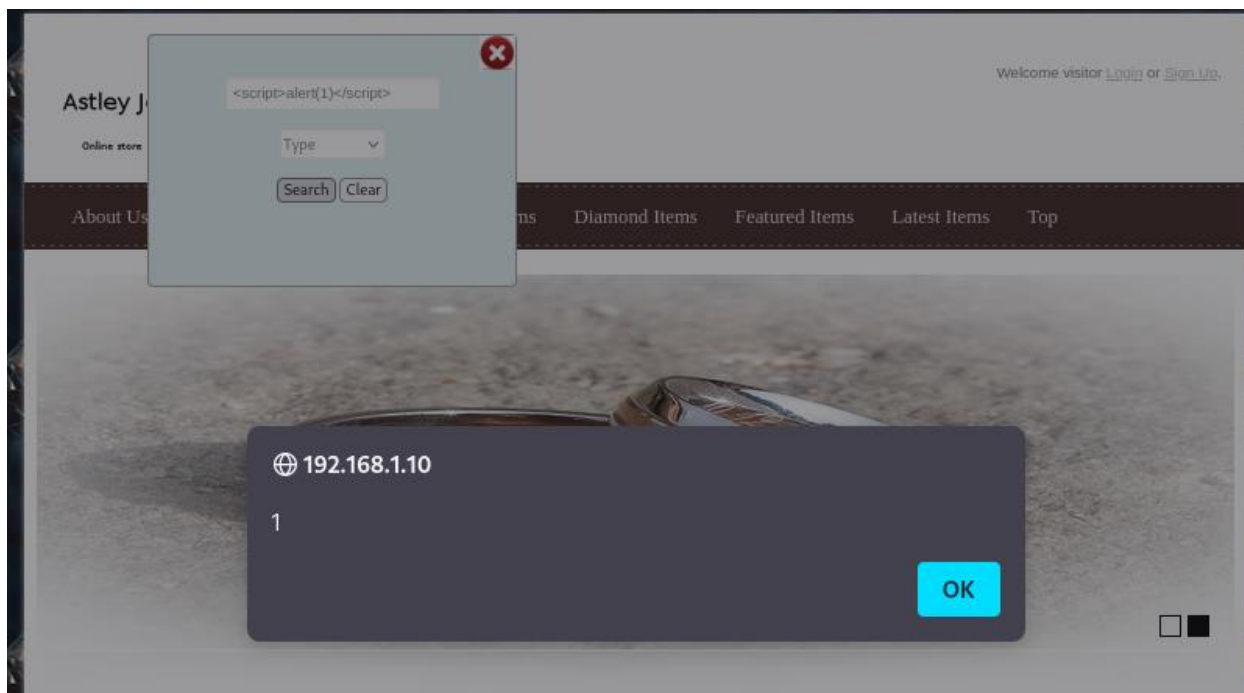 <script>alert(1)</script>
Welcome visitor Login or Sign Up.
Astley J
Online store
Type
Search Clear
About Us
ms Diamond Items Featured Items Latest Items Top
192.168.1.10
1
OK